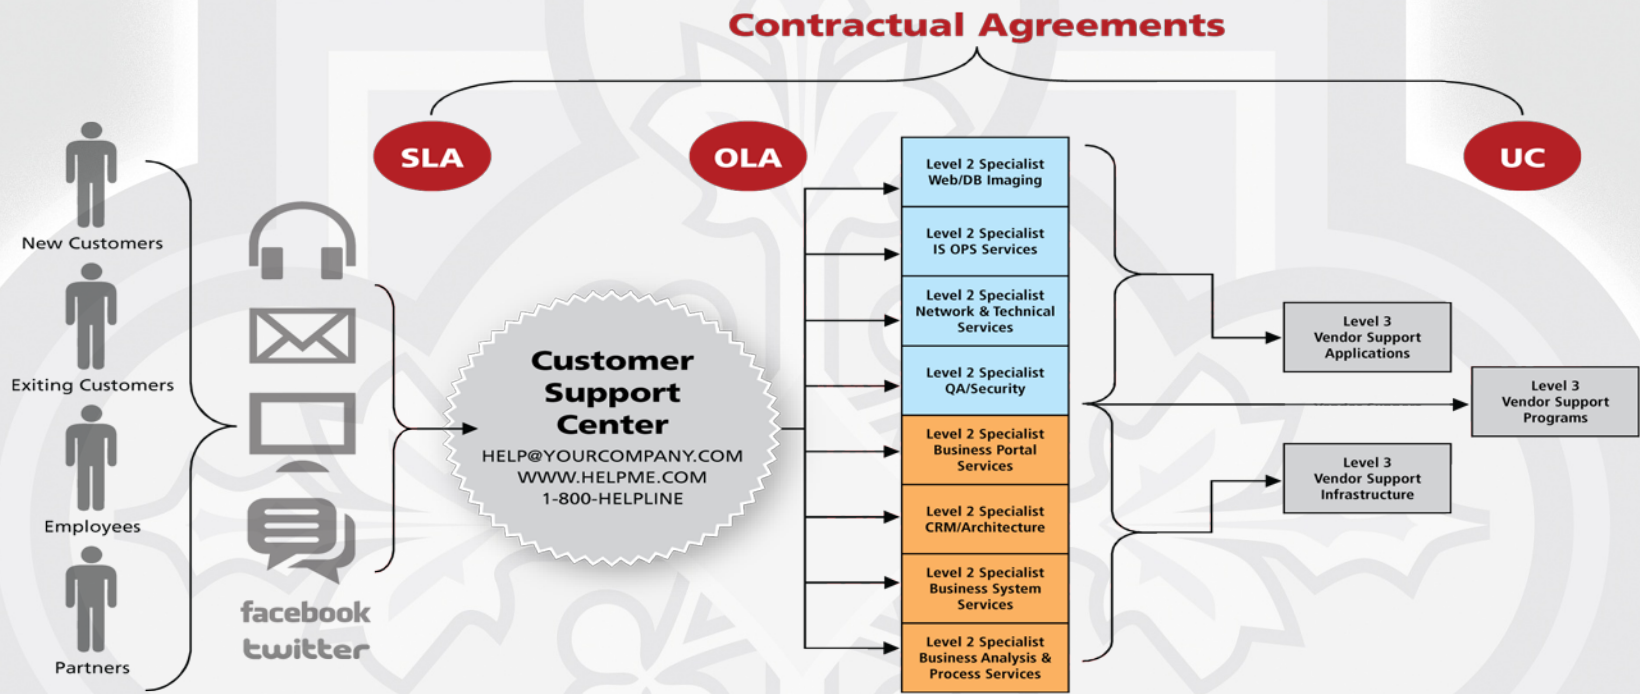 Contractual Agreements
SLA
OLA
UC
New Customers
Exiting Customers
Employees
Partners
facebook
twitter
Customer
Support
Center
HELP@YOURCOMPANY.COM
WWW.HELPME.COM
1-800-HELPLINE
Level 2 Specialist
Web/DB Imaging
Level 2 Specialist
IS OPS Services
Level 2 Specialist
Network & Technical
Services
Level 2 Specialist
QA/Security
Level 2 Specialist
Business Portal
Services
Level 2 Specialist
CRM/Architecture
Level 2 Specialist
Business System
Services
Level 2 Specialist
Business Analysis &
Process Services
Level 3
Vendor Support
Applications
Level 3
Vendor Support
Programs
Level 3
Vendor Support
Infrastructure